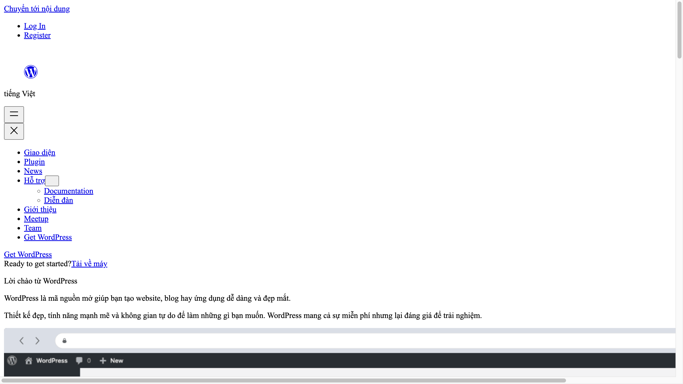 Chuyển tới nội dung
Log In
Register
tiếng Việt
Giao diện
Plugin
News
Hỗ trợ
Documentation
Diễn đàn
Giới thiệu
Meetup
Team
Get WordPress
Get WordPress
Ready to get started?Tải về máy
Lời chào từ WordPress
WordPress là mã nguồn mở giúp bạn tạo website, blog hay ứng dụng dễ dàng và đẹp mắt.
Thiết kế đẹp, tính năng mạnh mẽ và không gian tự do để làm những gì bạn muốn. WordPress mang cả sự miễn phí nhưng lại đáng giá để trải nghiệm.
WordPress 0 New